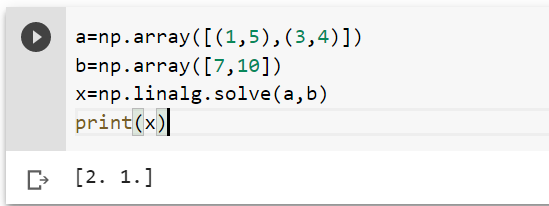 a=np.array([(1,5),(3,4)])
b=np.array([7,10])
x=np.linalg.solve(a,b)
print(x)
[2. 1.]